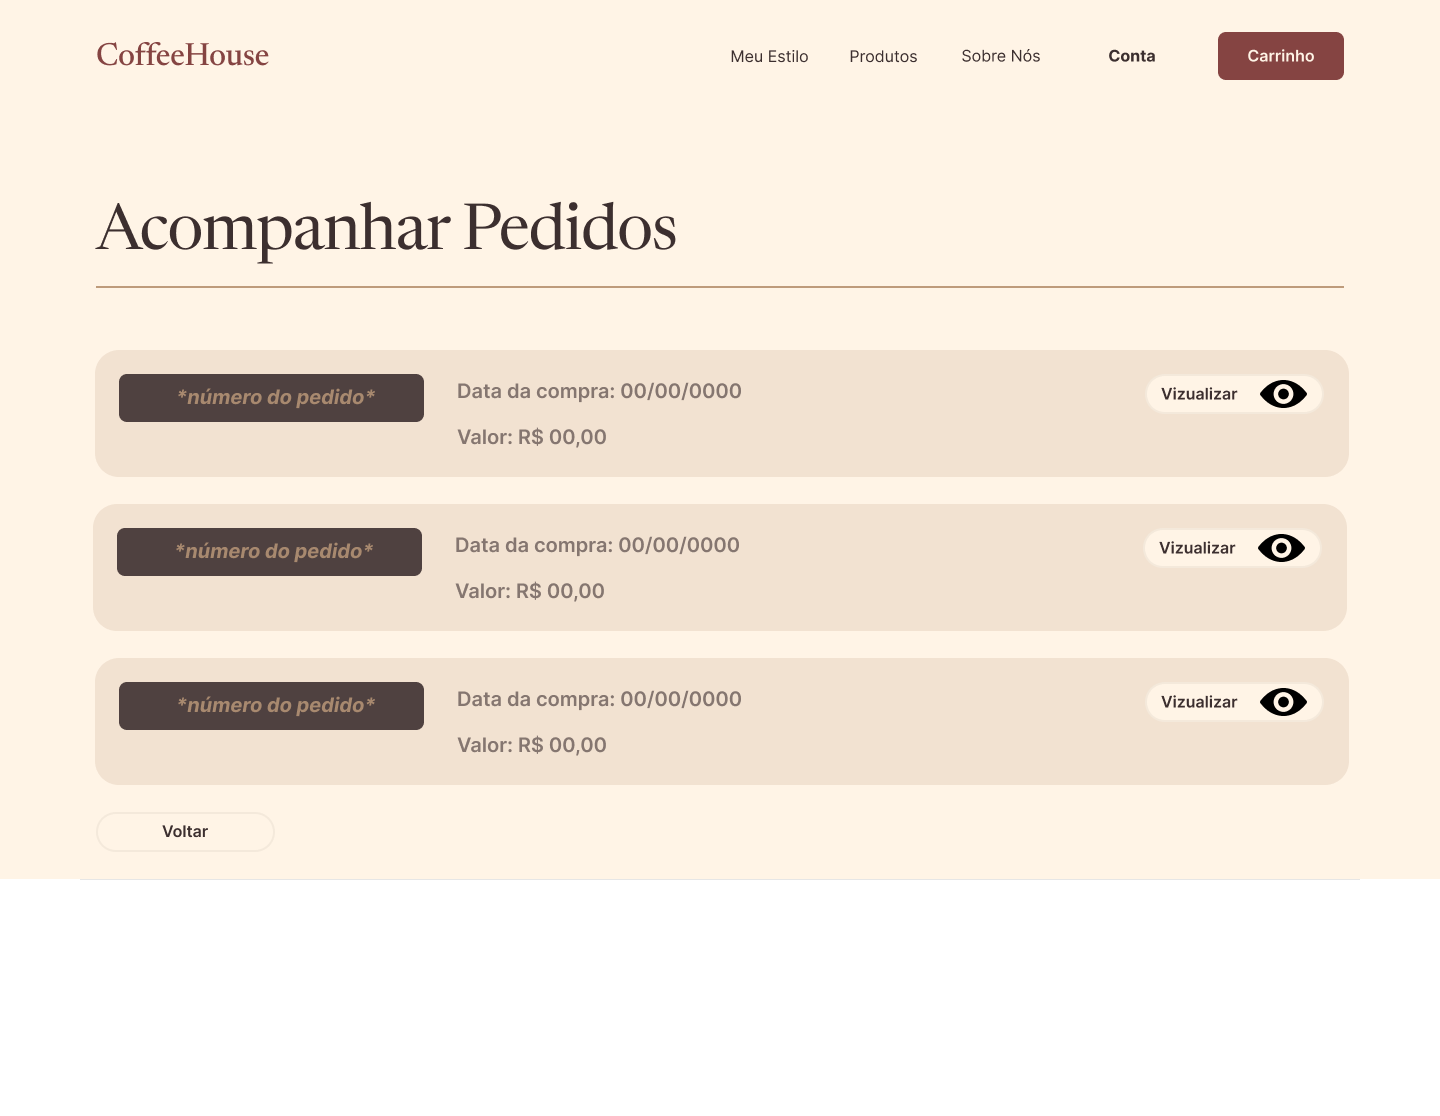 CoffeeHouse
Meu Estilo Produtos Sobre Nós Conta Carrinho
Acompanhar Pedidos
*número do pedido* Data da compra: 00/00/0000 Vizualizar
Valor: R$ 00,00
*número do pedido* Data da compra: 00/00/0000 Vizualizar
Valor: R$ 00,00
*número do pedido* Data da compra: 00/00/0000 Vizualizar
Valor: R$ 00,00
Voltar